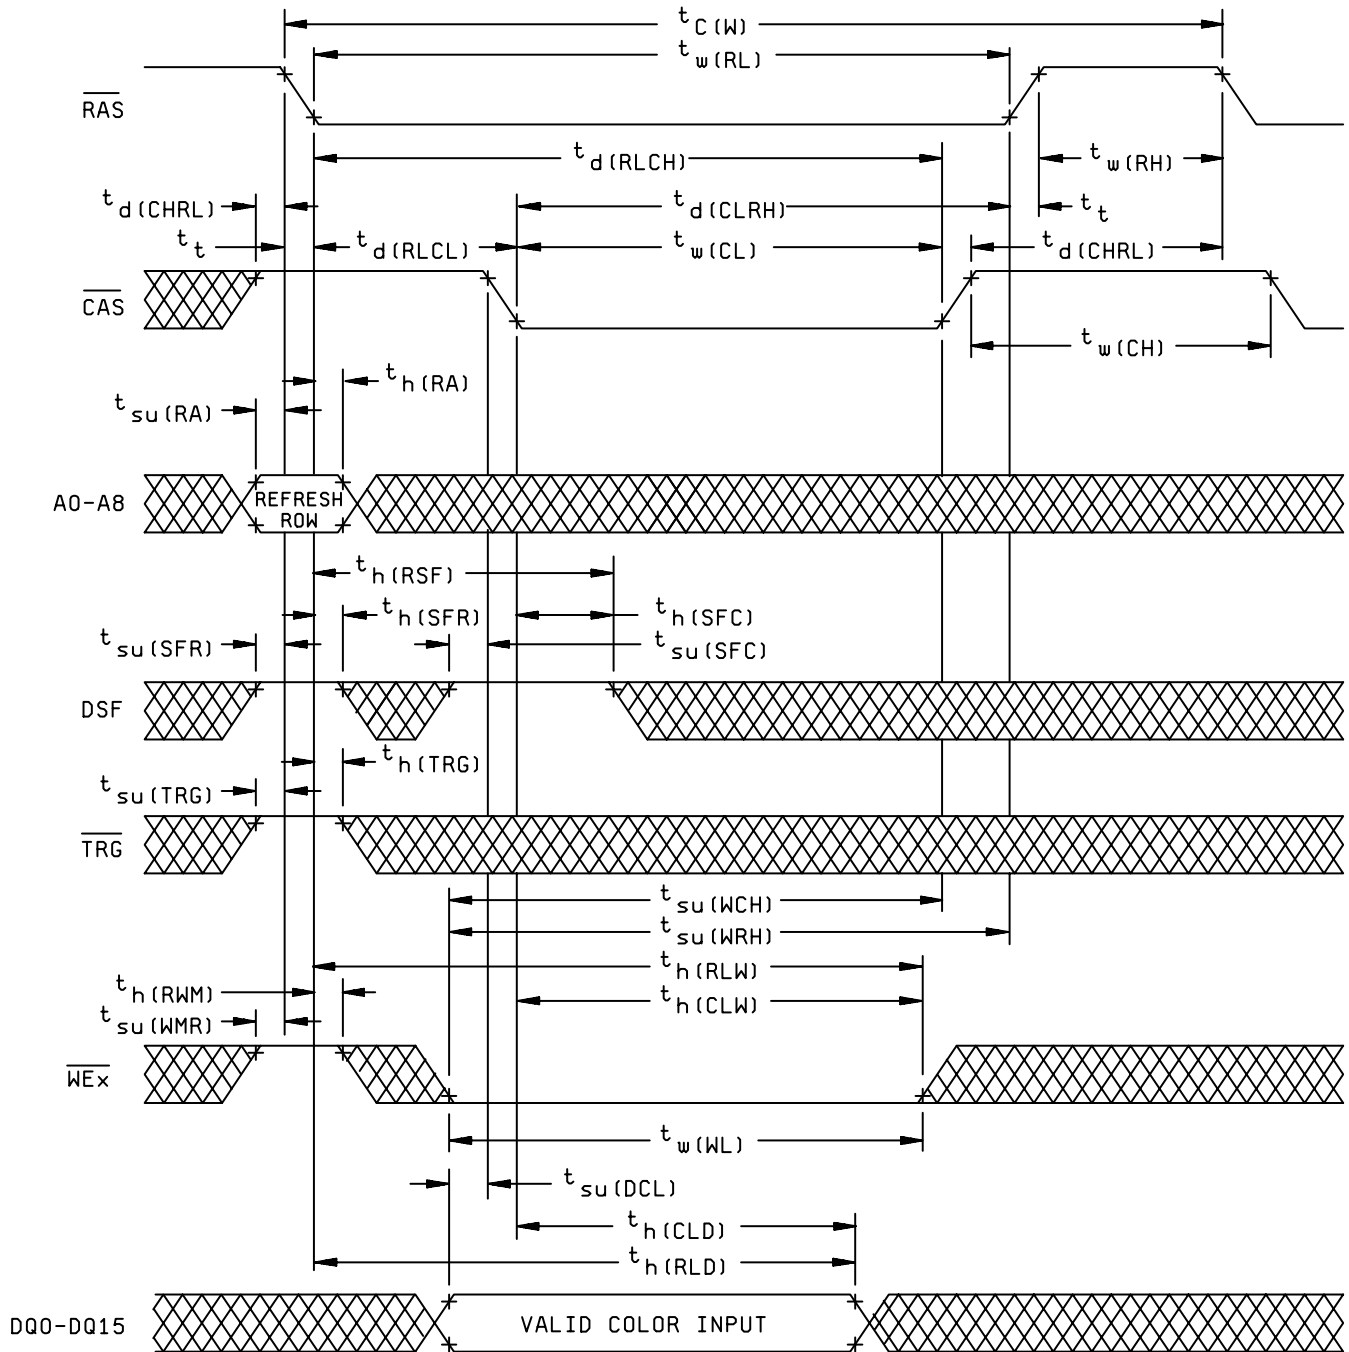 tC(W)
tw(RL)
RAS
td(RLCH)
tw(RH)
td(CHRL)
td(CLRH)
tt
tt
td(RLCL)
tw(CL)
td(CHRL)
CAS
tw(CH)
th(RA)
tsu(RA)
A0-A8
REFRESH
ROW
th(RSF)
th(SFR)
th(SFC)
tsu(SFR)
tsu(SFC)
DSF
th(TRG)
tsu(TRG)
TRG
tsu(WCH)
tsu(WRH)
th(RLW)
th(RWM)
th(CLW)
tsu(WMR)
WEx
tw(WL)
tsu(DCL)
th(CLD)
th(RLD)
DQ0-DQ15
VALID COLOR INPUT